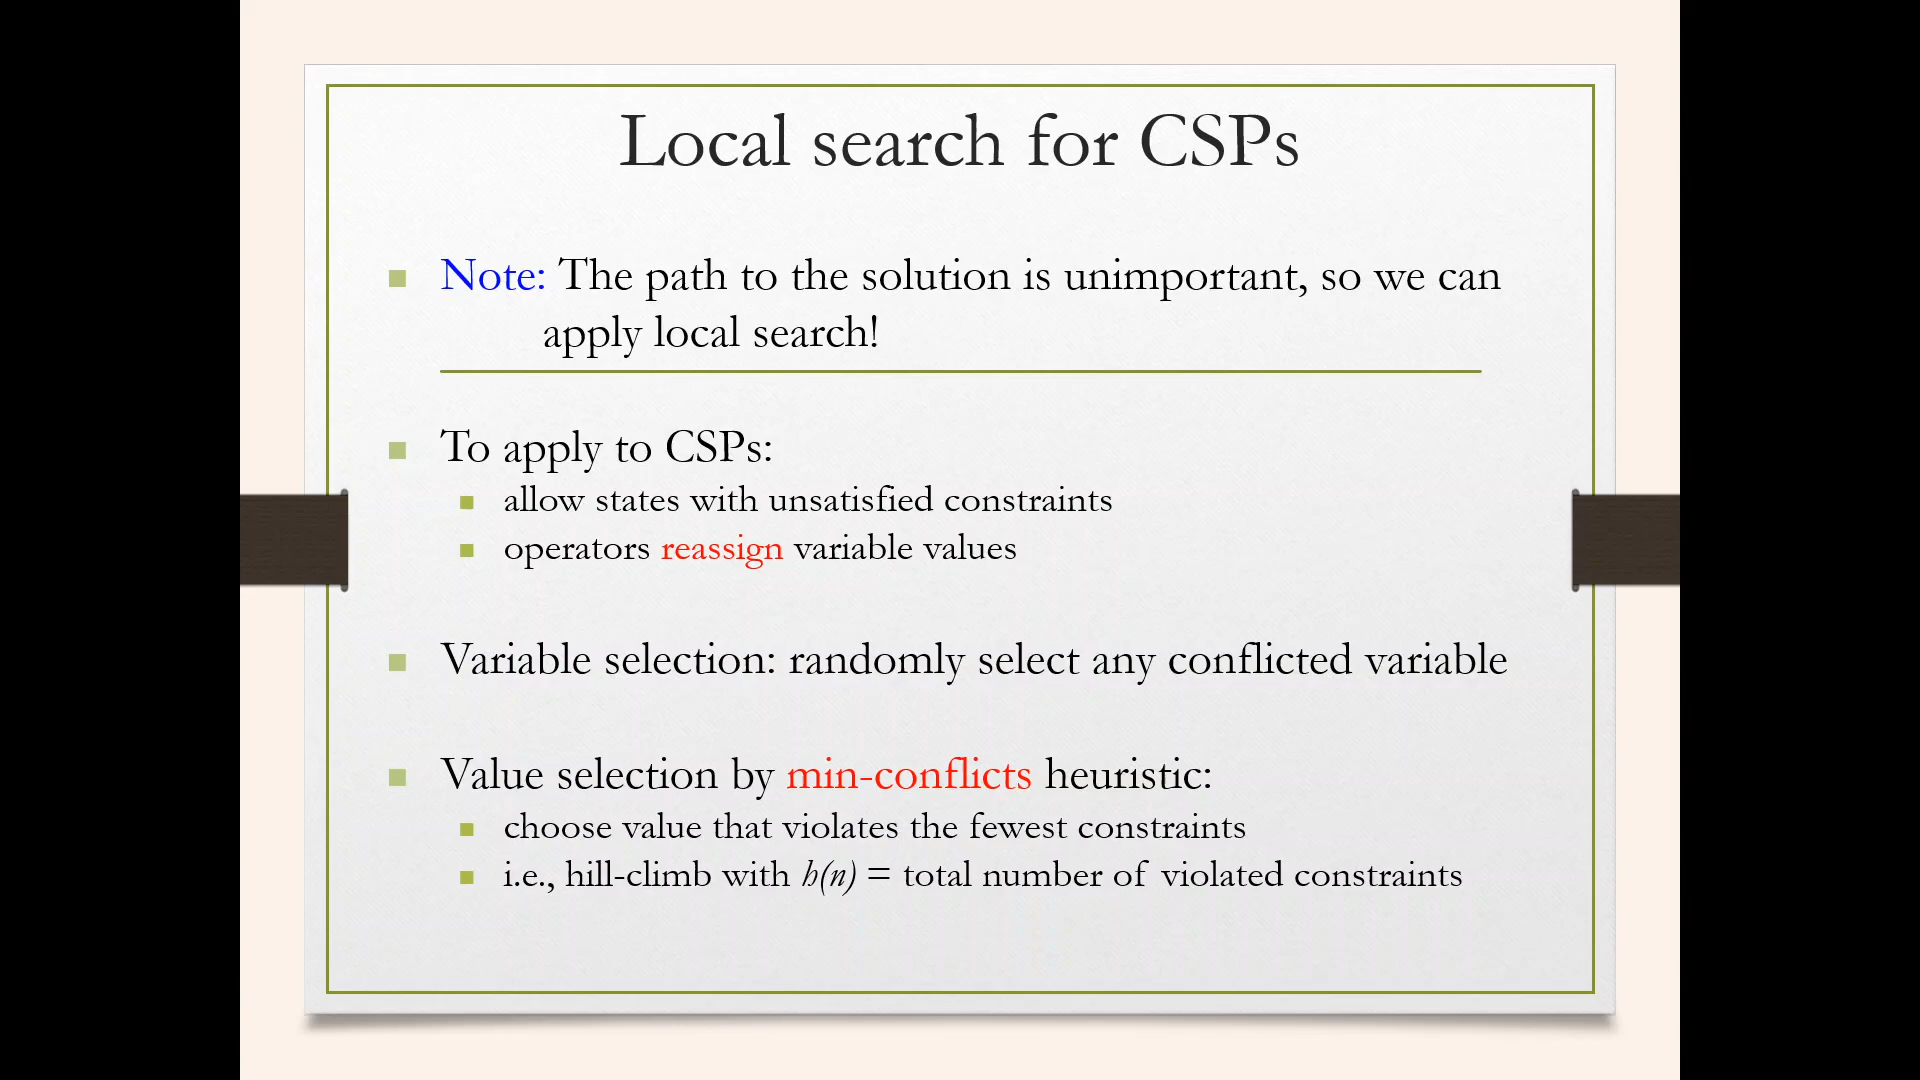 Local search for CSPs
Note: The path to the solution is unimportant, so we can
apply local search!
To apply to CSPs:
allow states with unsatisfied constraints
operators reassign variable values
Variable selection: randomly select any conflicted variable
Value selection by min-conflicts heuristic:
choose value that violates the fewest constraints
i.e., hill-climb with h(n) = total number of violated constraints